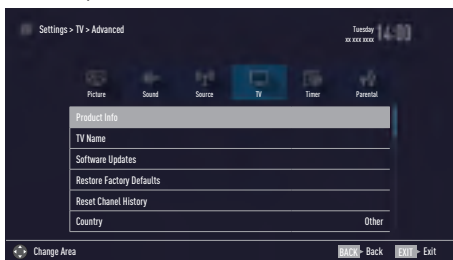 Settings > TV > Advanced
Tuesday
xx xxx xxxx
14:00
Picture Sound Source TV Timer Parental
Product Info
TV Name
Software Updates
Restore Factory Defaults
Reset Chanel History
Country Other
Change Area BACK Back EXIT Exit